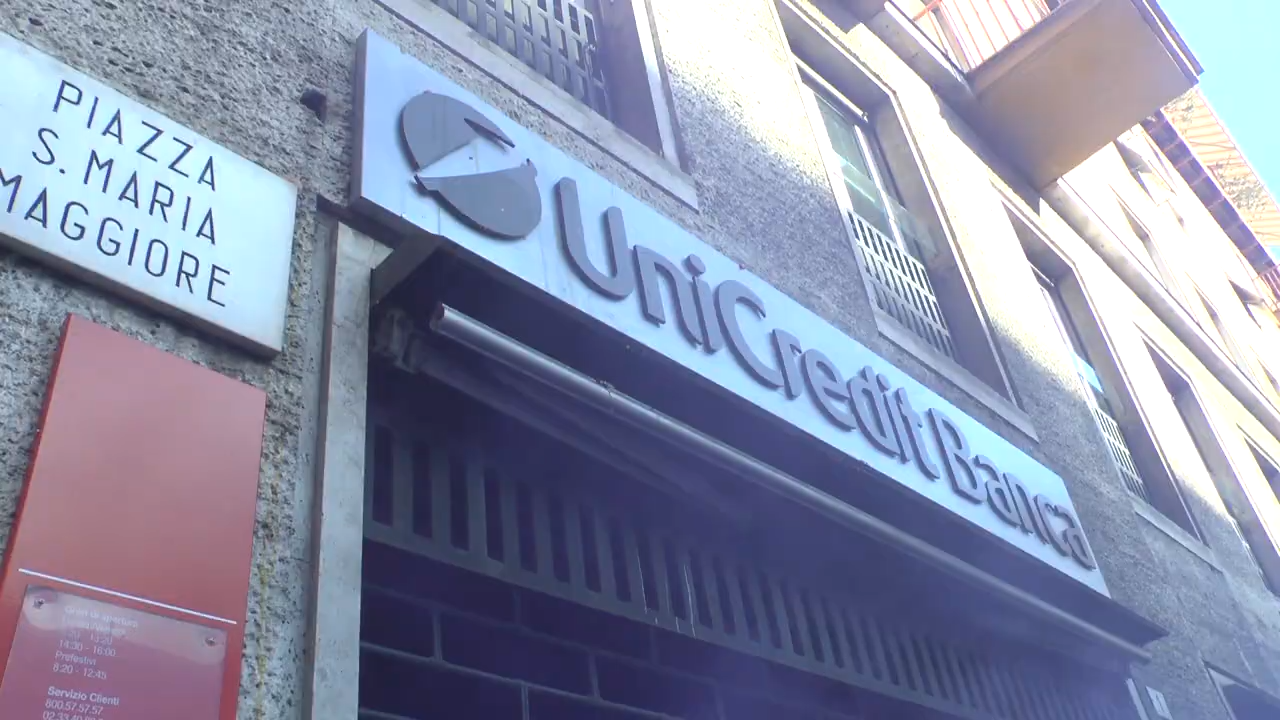 PIAZZA
S. MARIA
MAGGIORE
UniCredit Banca
14:30 - 16:00
Prefestivi
8:20 - 12:45
Servizio Clienti
800.57.57.57